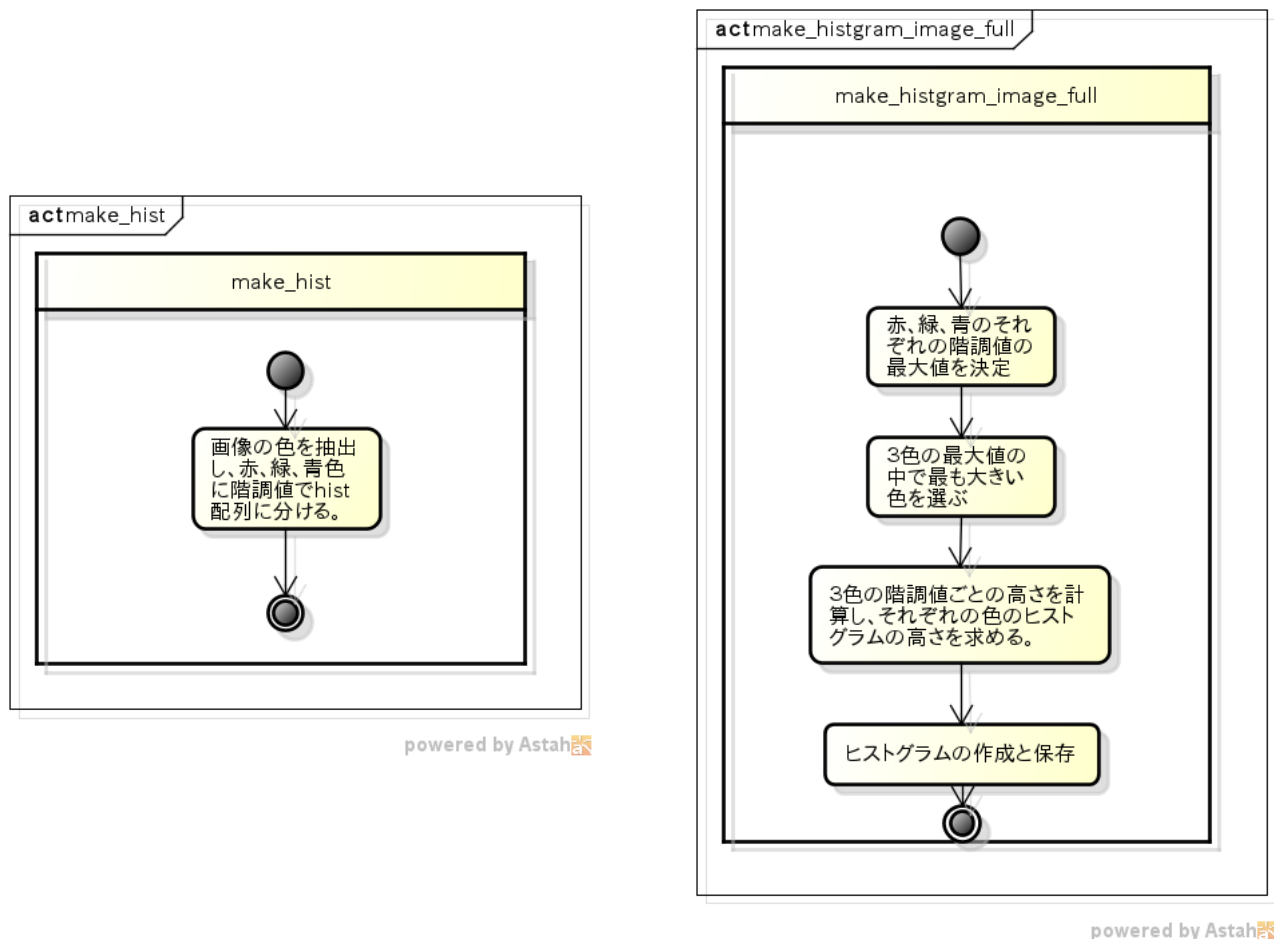 act make_hist
make_hist
画像の色を抽出
し、赤、緑、青色
に階調値でhist
配列に分ける。
powered by Astah
act make_histgram_image_full
make_histgram_image_full
赤、緑、青のそれ
ぞれの階調値の
最大値を決定
3色の最大値の
中で最も大きい
色を選ぶ
3色の階調値ごとの高さを計
算し、それぞれの色のヒスト
グラムの高さを求める。
ヒストグラムの作成と保存
powered by Astah